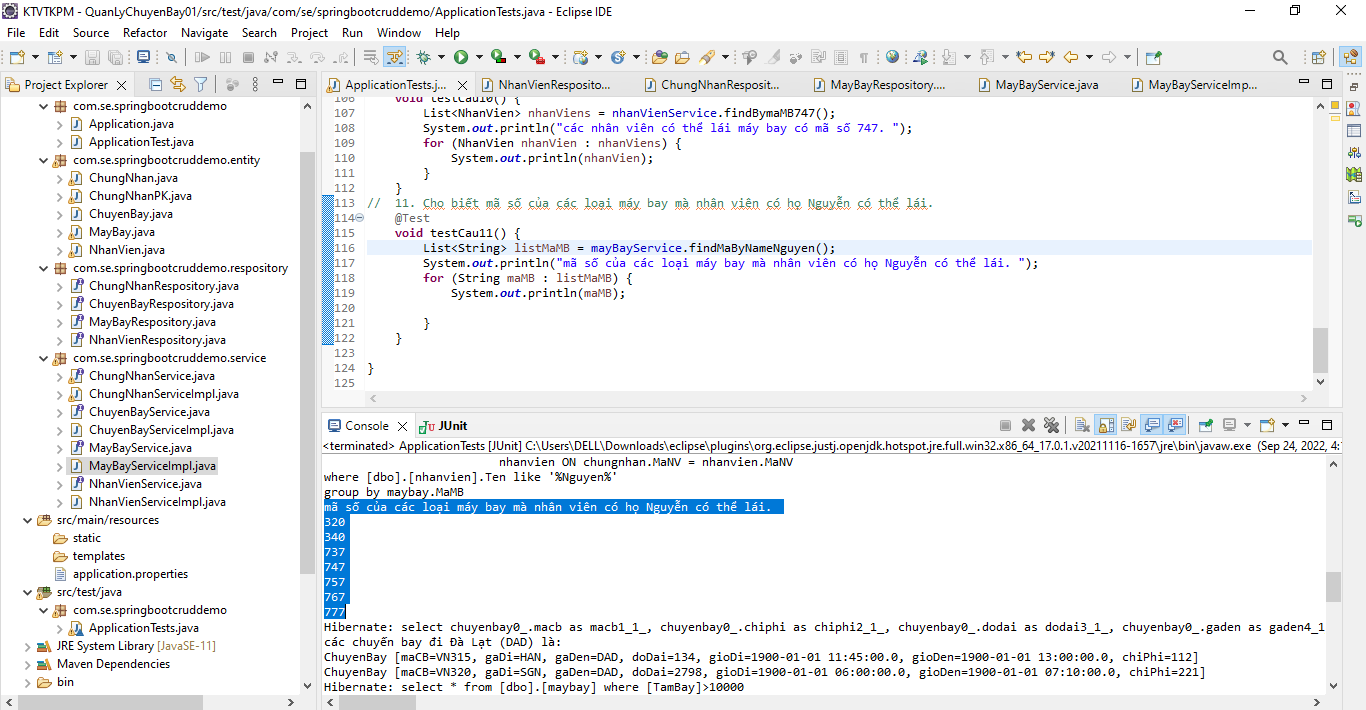 KTVTKPM - QuanLyChuyenBay01/src/test/java/com/se/springbootcruddemo/ApplicationTests.java - Eclipse IDE
File Edit Source Refactor Navigate Search Project Run Window Help
Project Explorer
com.se.springbootcruddemo
Application.java
ApplicationTest.java
com.se.springbootcruddemo.entity
ChungNhan.java
ChungNhanPK.java
ChuyenBay.java
MayBay.java
NhanVien.java
com.se.springbootcruddemo.respository
ChungNhanRespository.java
ChuyenBayRespository.java
MayBayRespository.java
NhanVienRespository.java
com.se.springbootcruddemo.service
ChungNhanService.java
ChungNhanServiceImpl.java
ChuyenBayService.java
ChuyenBayServiceImpl.java
MayBayService.java
MayBayServiceImpl.java
NhanVienService.java
NhanVienServiceImpl.java
src/main/resources
static
templates
application.properties
src/test/java
com.se.springbootcruddemo
ApplicationTests.java
JRE System Library [JavaSE-11]
Maven Dependencies
bin
ApplicationTests.j... NhanVienResposito... ChungNhanResposit... MayBayRespository.... MayBayService.java MayBayServiceImp...
106 void testCau10() {
107 List<NhanVien> nhanViens = nhanVienService.findBymaMB747();
108 System.out.println("các nhân viên có thể lái máy bay có mã số 747. ");
109 for (NhanVien nhanVien : nhanViens) {
110 System.out.println(nhanVien);
111 }
112 }
113 // 11. Cho biết mã số của các loại máy bay mà nhân viên có họ Nguyễn có thể lái.
114 @Test
115 void testCau11() {
116 List<String> listMaMB = mayBayService.findMaByNameNguyen();
117 System.out.println("mã số của các loại máy bay mà nhân viên có họ Nguyễn có thể lái. ");
118 for (String maMB : listMaMB) {
119 System.out.println(maMB);
120
121 }
122 }
123
124 }
125
Console JUnit
<terminated> ApplicationTests [JUnit] C:\Users\DELL\Downloads\eclipse\plugins\org.eclipse.justj.openjdk.hotspot.jre.full.win32.x86_64_17.0.1.v20211116-1657\jre\bin\javaw.exe (Sep 24, 2022, 4:
nhanvien ON chungnhan.MaNV = nhanvien.MaNV
where [dbo].[nhanvien].Ten like '%Nguyen%'
group by maybay.MaMB
mã số của các loại máy bay mà nhân viên có họ Nguyễn có thể lái.
320
340
737
747
757
767
777
Hibernate: select chuyenbay0_.macb as macb1_1_, chuyenbay0_.chiphi as chiphi2_1_, chuyenbay0_.dodai as dodai3_1_, chuyenbay0_.gaden as gaden4_1
các chuyến bay đi Đà Lạt (DAD) là:
ChuyenBay [maCB=VN315, gaDi=HAN, gaDen=DAD, doDai=134, gioDi=1900-01-01 11:45:00.0, gioDen=1900-01-01 13:00:00.0, chiPhi=112]
ChuyenBay [maCB=VN320, gaDi=SGN, gaDen=DAD, doDai=2798, gioDi=1900-01-01 06:00:00.0, gioDen=1900-01-01 07:10:00.0, chiPhi=221]
Hibernate: select * from [dbo].[maybay] where [TamBay]>10000